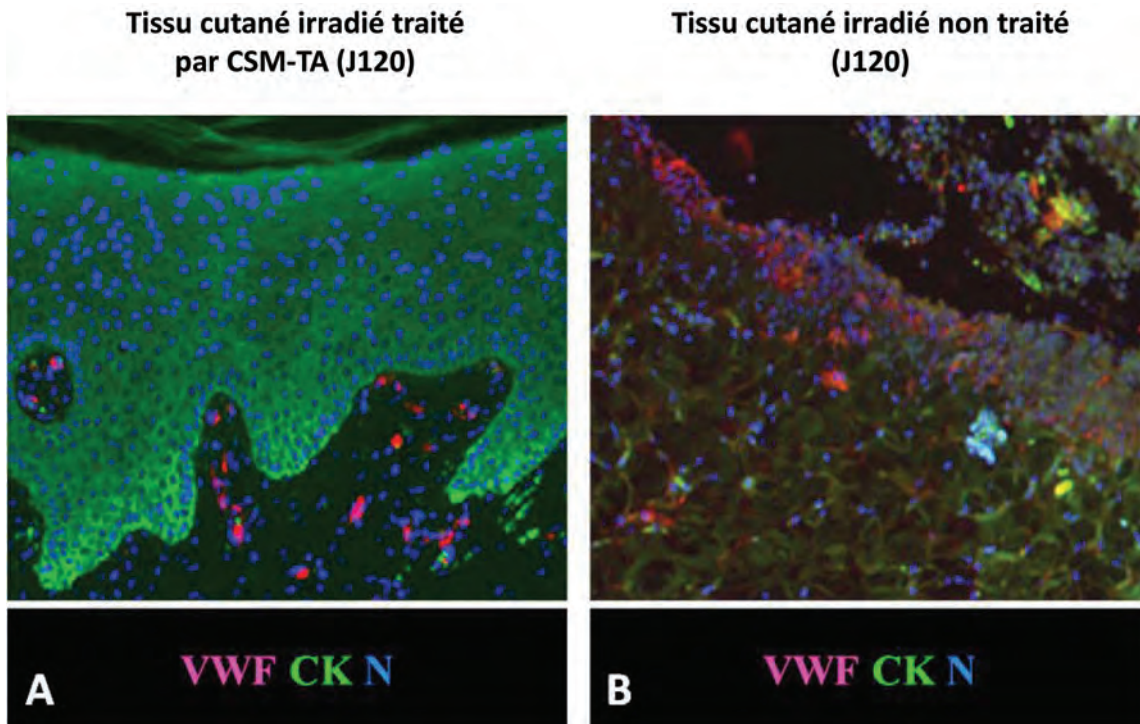 Tissu cutané irradié traité
par CSM-TA (J120)
Tissu cutané irradié non traité
(J120)
A
VWF CK N
B
VWF CK N